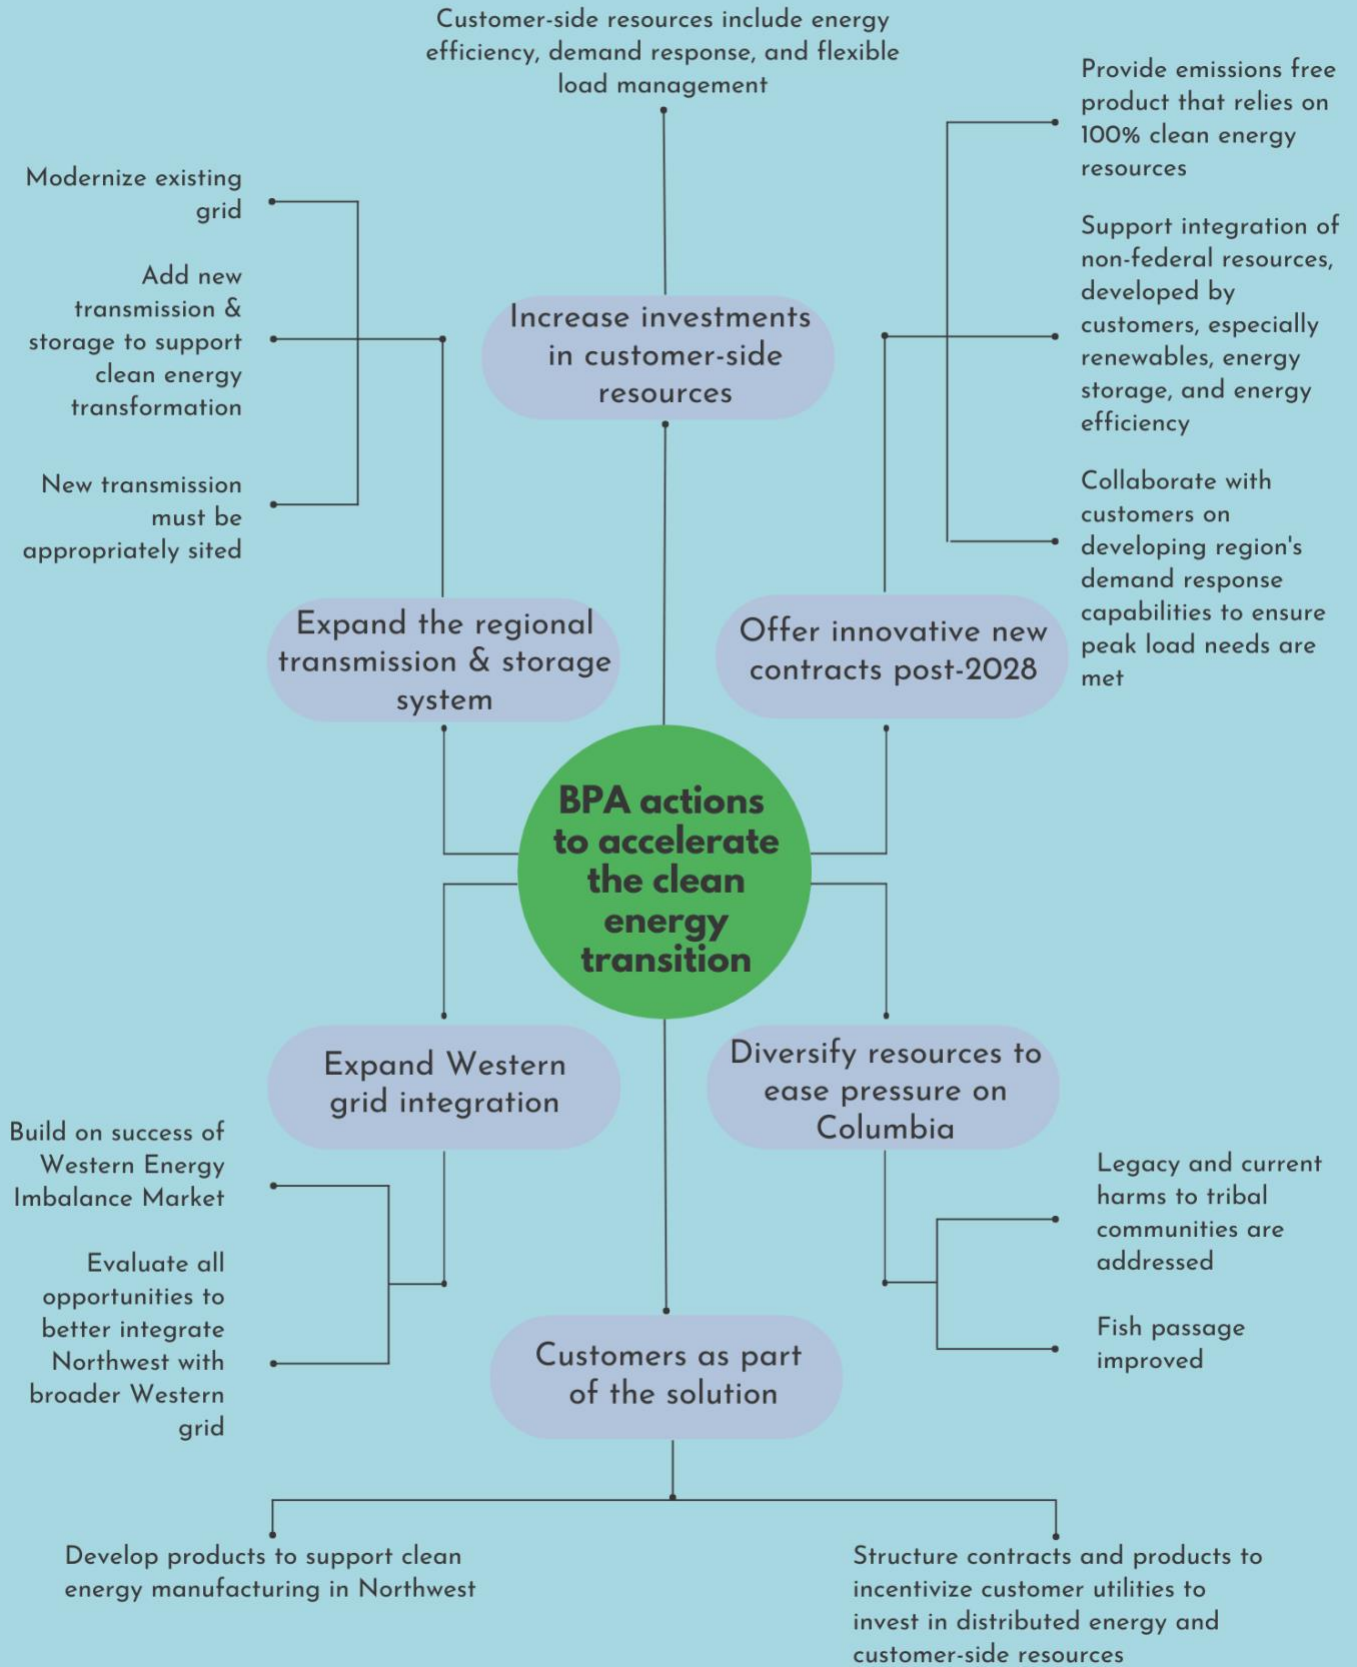 Customer-side resources include energy
efficiency, demand response, and flexible
load management
Provide emissions free
product that relies on
100% clean energy
resources
Modernize existing
grid
Support integration of
non-federal resources,
developed by
customers, especially
renewables, energy
storage, and energy
efficiency
Add new
transmission &
storage to support
clean energy
transformation
Increase investments
in customer-side
resources
New transmission
must be
appropriately sited
Collaborate with
customers on
developing region's
demand response
capabilities to ensure
peak load needs are
met
Expand the regional
transmission & storage
system
Offer innovative new
contracts post-2028
BPA actions
to accelerate
the clean
energy
transition
Expand Western
grid integration
Diversify resources to
ease pressure on
Columbia
Build on success of
Western Energy
Imbalance Market
Legacy and current
harms to tribal
communities are
addressed
Evaluate all
opportunities to
better integrate
Northwest with
broader Western
grid
Fish passage
improved
Customers as part
of the solution
Develop products to support clean
energy manufacturing in Northwest
Structure contracts and products to
incentivize customer utilities to
invest in distributed energy and
customer-side resources